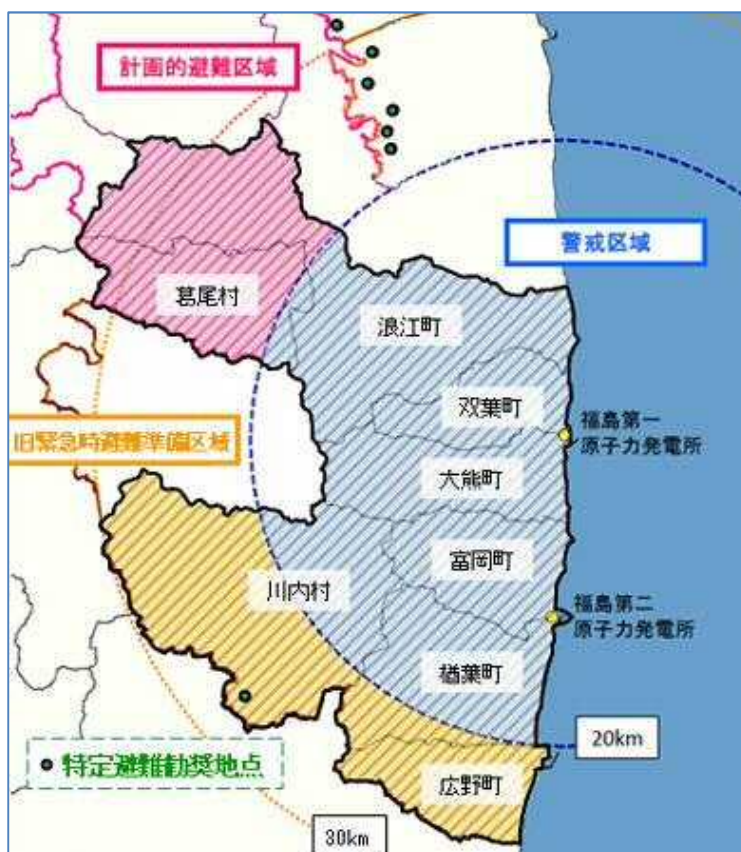 計画的避難区域
警戒区域
葛尾村
浪江町
双葉町
福島第一
原子力発電所
旧緊急時避難準備区域
大熊町
富岡町
川内村
福島第二
原子力発電所
楢葉町
20km
特定避難勧奨地点
広野町
30km